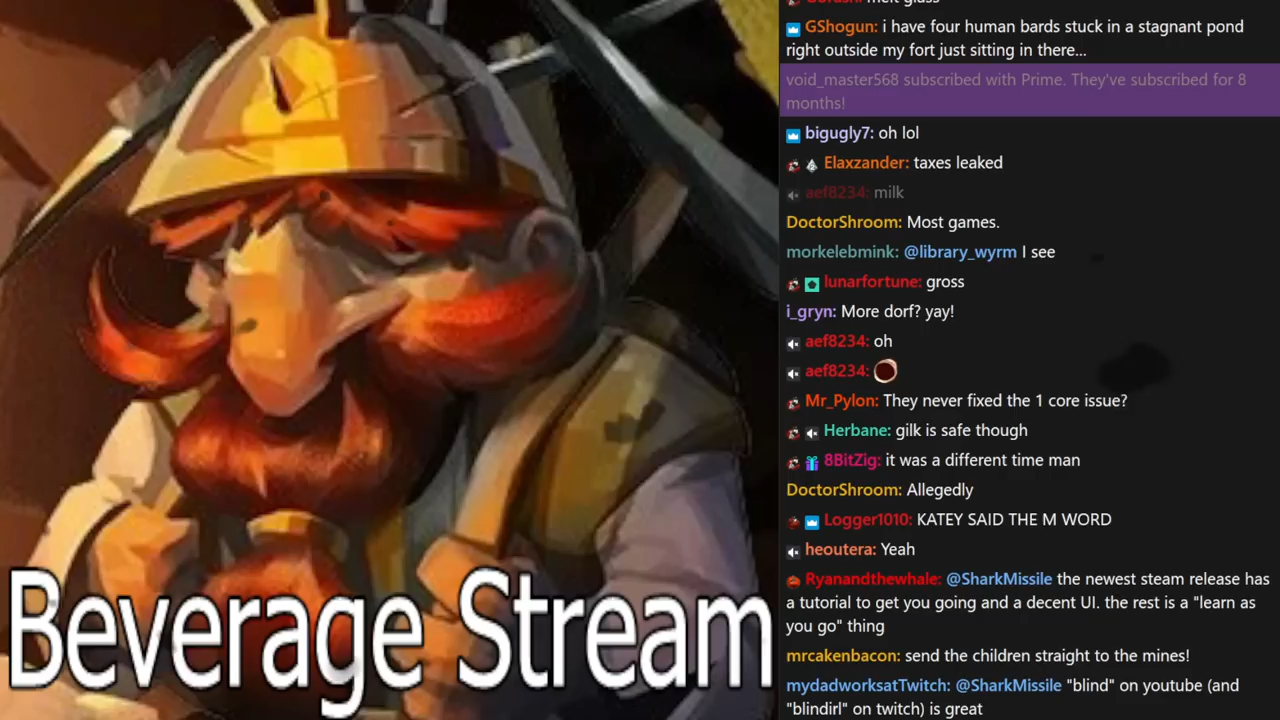 Beverage Stream
GShogun: i have four human bards stuck in a stagnant pond
right outside my fort just sitting in there...
void_master568 subscribed with Prime. They've subscribed for 8
months!
bigugly7: oh lol
Elaxzander: taxes leaked
aef8234: milk
DoctorShroom: Most games.
morkelebmink: @library_wyrm I see
lunarfortune: gross
i_gryn: More dorf? yay!
aef8234: oh
aef8234:
Mr_Pylon: They never fixed the 1 core issue?
Herbane: gilk is safe though
8BitZig: it was a different time man
DoctorShroom: Allegedly
Logger1010: KATEY SAID THE M WORD
heoutera: Yeah
Ryanandthewhale: @SharkMissile the newest steam release has
a tutorial to get you going and a decent UI. the rest is a "learn as
you go" thing
mrcakenbacon: send the children straight to the mines!
mydadworksatTwitch: @SharkMissile "blind" on youtube (and
"blindirl" on twitch) is great